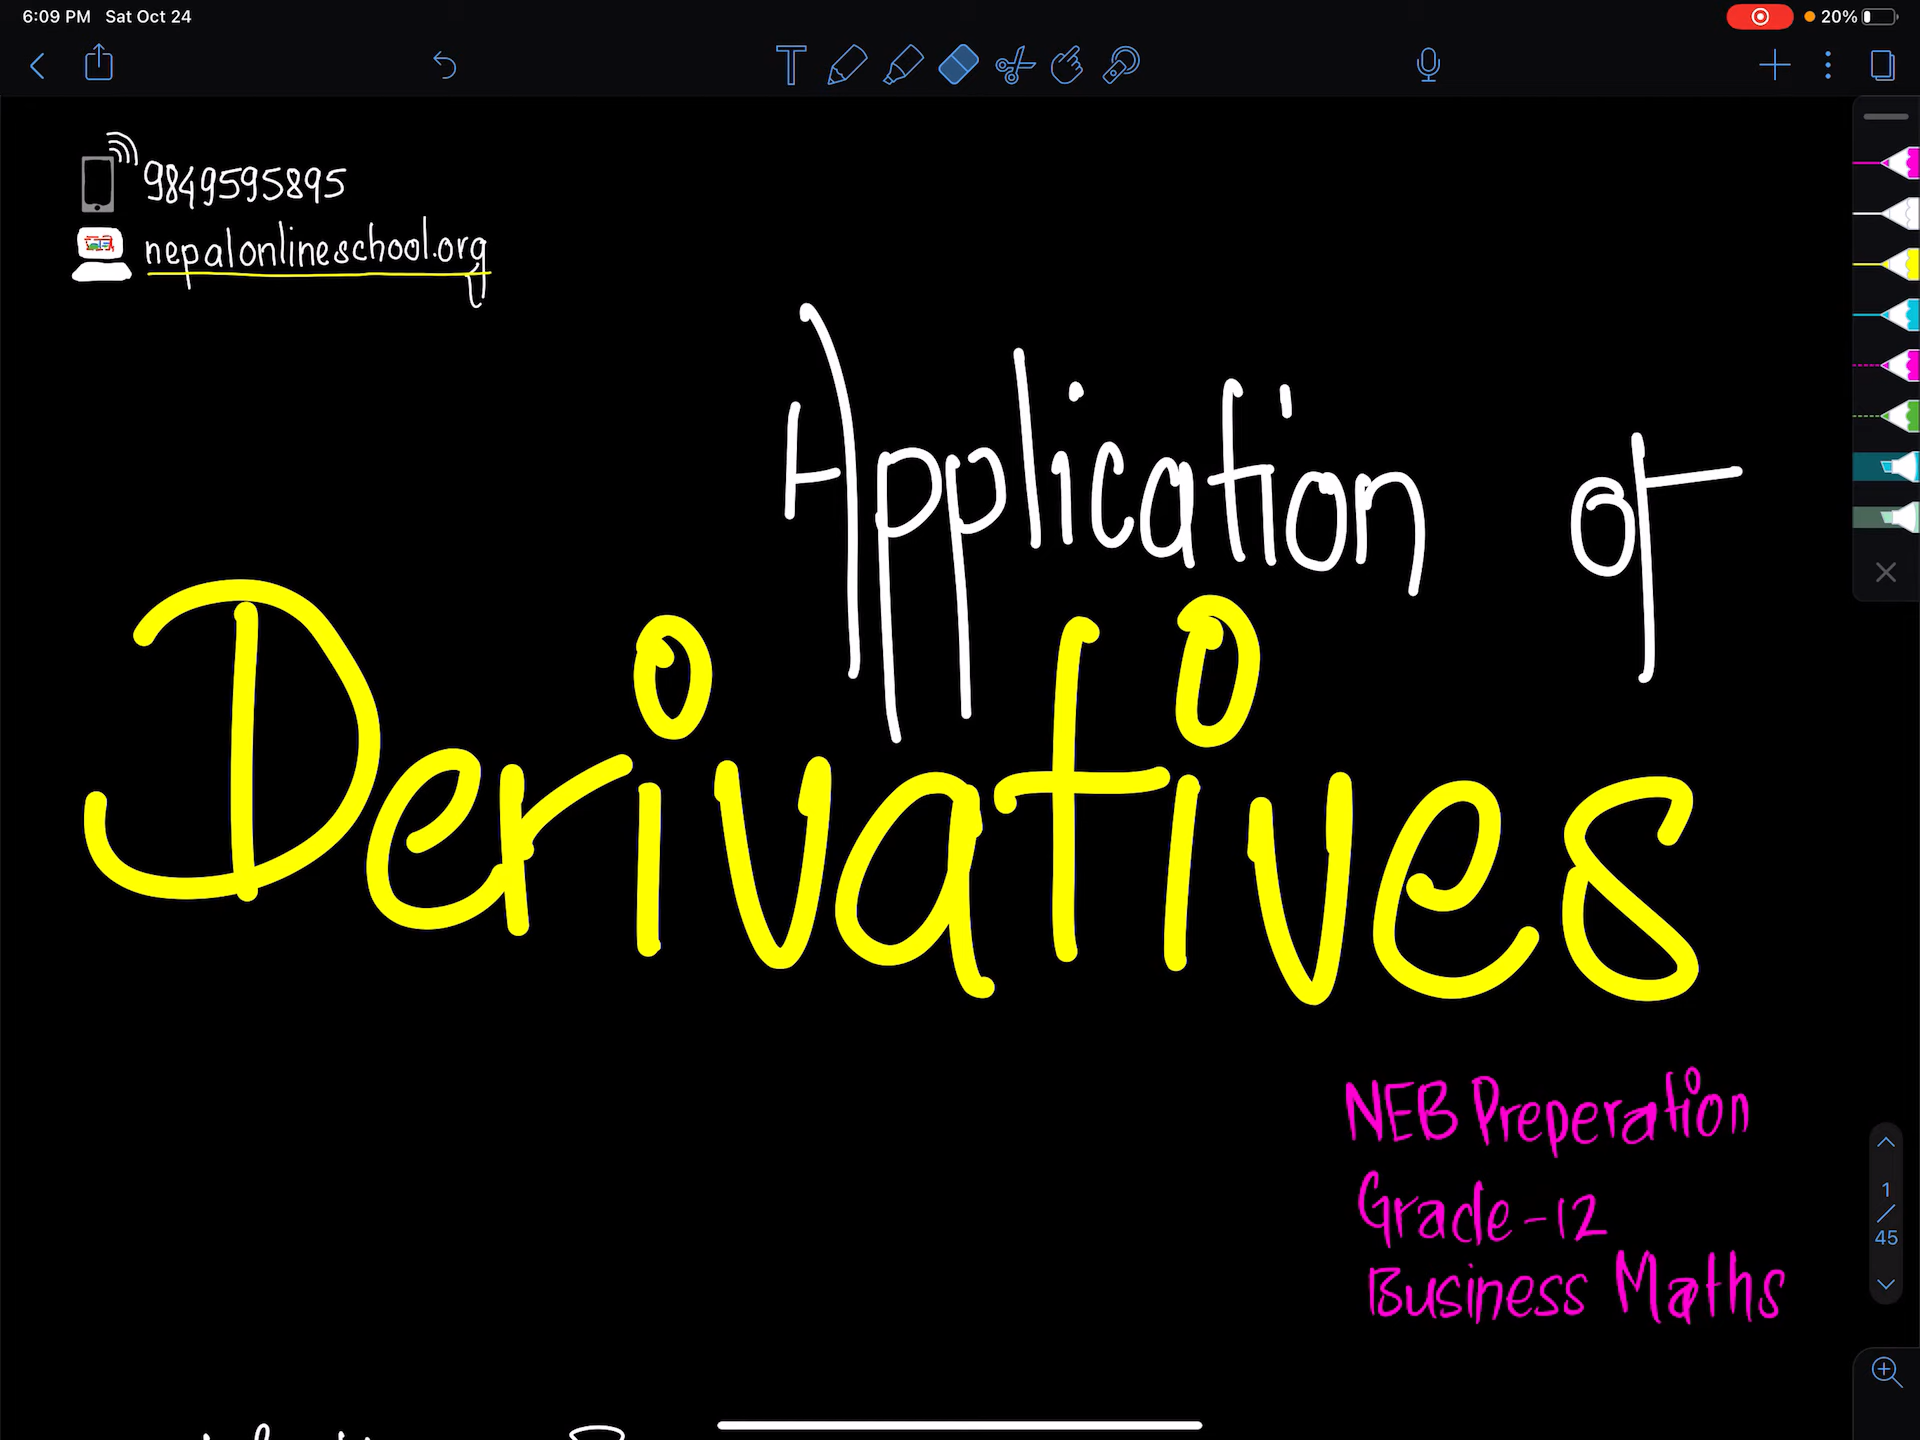 6:09 PM Sat Oct 24
20%
9849595895
nepalonlineschool.org
Application of
Derivatives
NEB Preperation
Grade-12
Business Maths
1
/
45